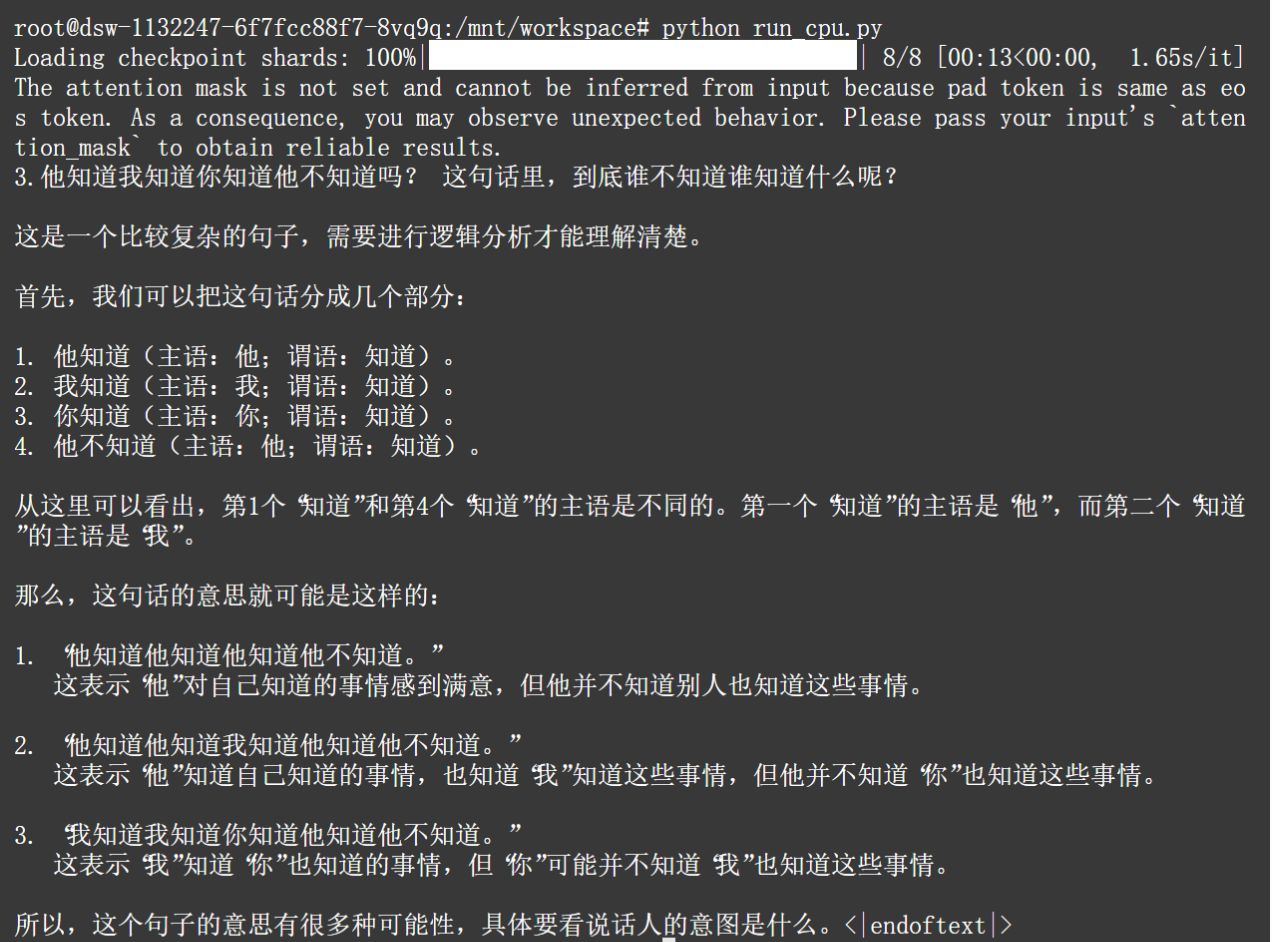 root@dsw-1132247-6f7fcc88f7-8vq9q:/mnt/workspace# python run_cpu.py
Loading checkpoint shards: 100%| | 8/8 [00:13<00:00, 1.65s/it]
The attention mask is not set and cannot be inferred from input because pad token is same as eo
s token. As a consequence, you may observe unexpected behavior. Please pass your input's `atten
tion_mask` to obtain reliable results.
3.他知道我知道你知道他不知道吗？ 这句话里，到底谁不知道谁知道什么呢？
这是一个比较复杂的句子，需要进行逻辑分析才能理解清楚。
首先，我们可以把这句话分成几个部分：
1. 他知道（主语：他；谓语：知道）。
2. 我知道（主语：我；谓语：知道）。
3. 你知道（主语：你；谓语：知道）。
4. 他不知道（主语：他；谓语：知道）。
从这里可以看出，第1个“知道”和第4个“知道”的主语是不同的。第一个“知道”的主语是“他”，而第二个“知道
”的主语是“我”。
那么，这句话的意思就可能是这样的：
1. “他知道他知道他知道他不知道。”
这表示“他”对自己知道的事情感到满意，但他并不知道别人也知道这些事情。
2. “他知道他知道我知道他知道他不知道。”
这表示“他”知道自己知道的事情，也知道“我”知道这些事情，但他并不知道“你”也知道这些事情。
3. “我知道我知道你知道他知道他不知道。”
这表示“我”知道“你”也知道的事情，但“你”可能并不知道“我”也知道这些事情。
所以，这个句子的意思有很多种可能性，具体要看说话人的意图是什么。<|endoftext|>